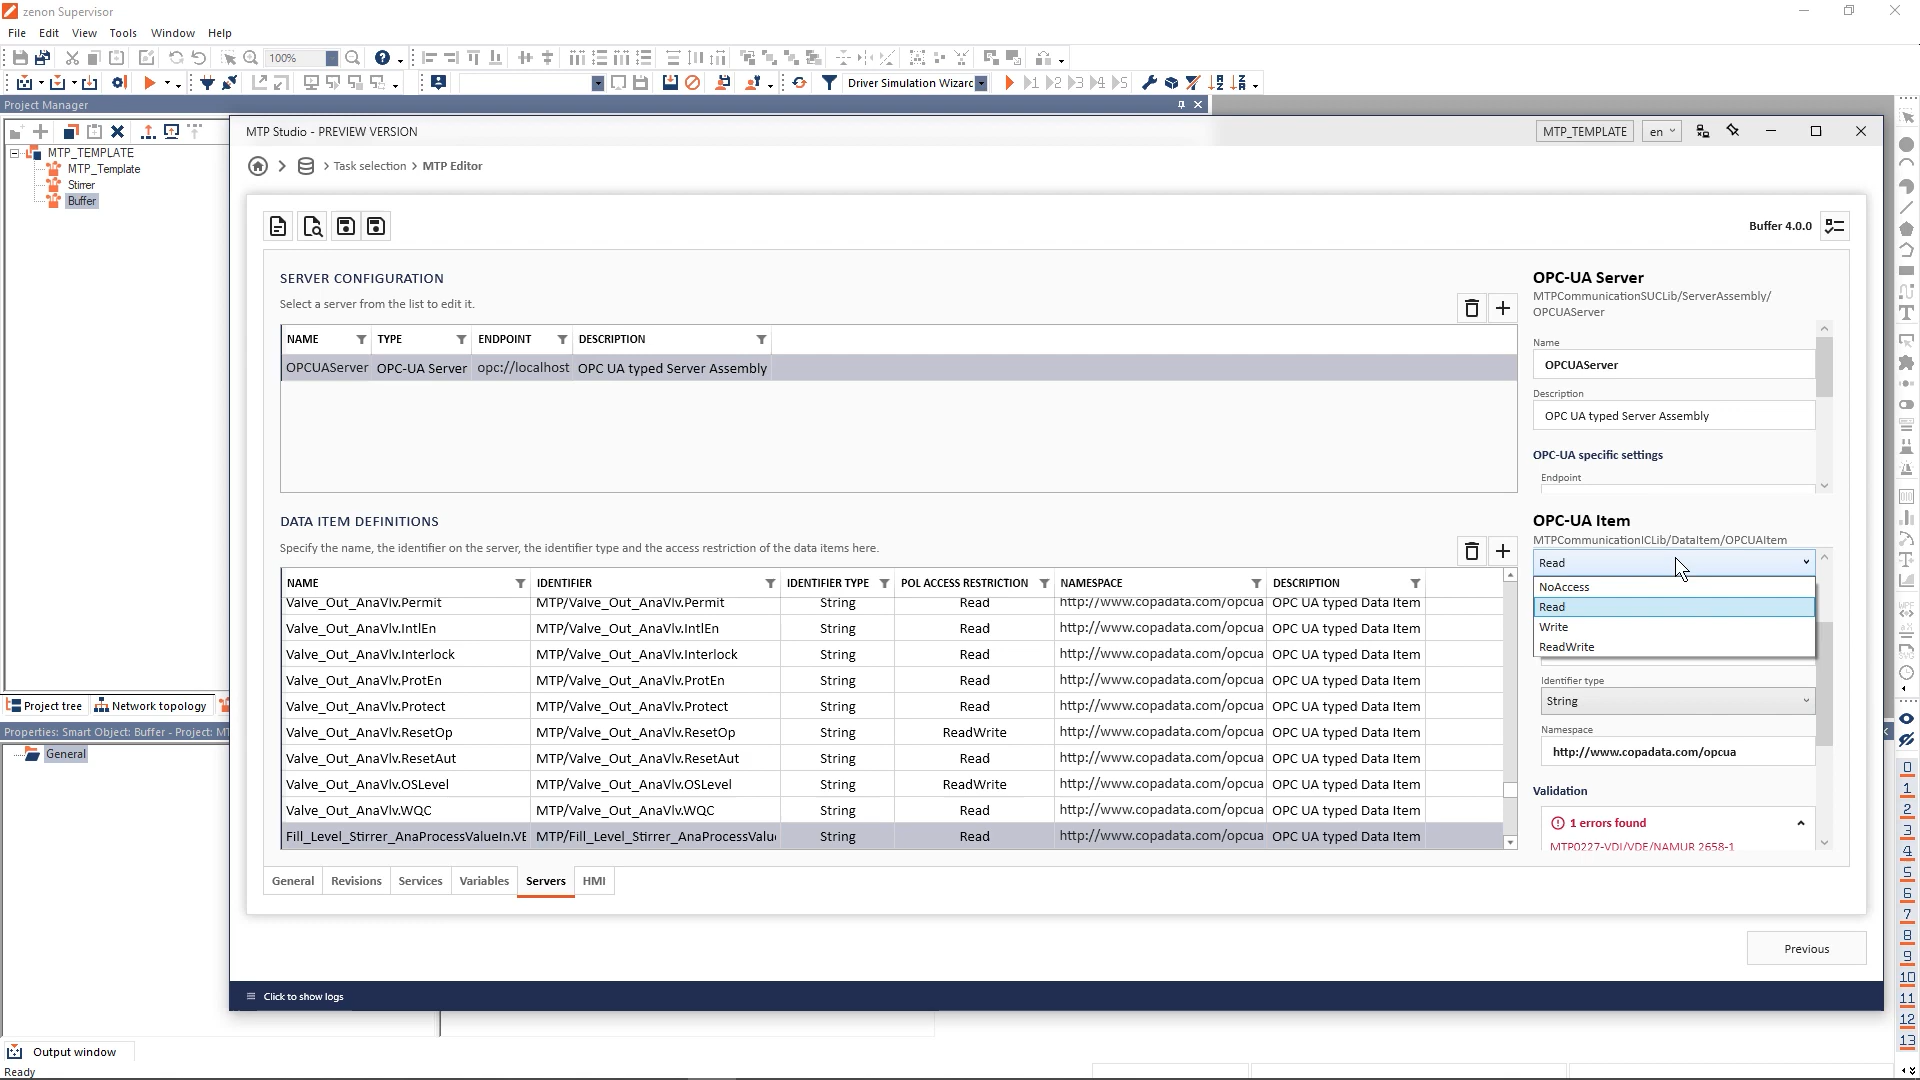 zenon Supervisor
File Edit View Tools Window Help
100%
Driver Simulation Wizarc
Project Manager
MTP_TEMPLATE
MTP_Template
Stirrer
Buffer
Project tree Network topology
Properties: Smart Object: Buffer - Project: MT
General
MTP Studio - PREVIEW VERSION
MTP_TEMPLATE en
Task selection > MTP Editor
Buffer 4.0.0
SERVER CONFIGURATION
Select a server from the list to edit it.
NAME TYPE ENDPOINT DESCRIPTION
OPCUAServer OPC-UA Server opc://localhost OPC UA typed Server Assembly
DATA ITEM DEFINITIONS
Specify the name, the identifier on the server, the identifier type and the access restriction of the data items here.
NAME IDENTIFIER IDENTIFIER TYPE POL ACCESS RESTRICTION NAMESPACE DESCRIPTION
Valve_Out_AnaVlv.Permit MTP/Valve_Out_AnaVlv.Permit String Read http://www.copadata.com/opcua OPC UA typed Data Item
Valve_Out_AnaVlv.IntlEn MTP/Valve_Out_AnaVlv.IntlEn String Read http://www.copadata.com/opcua OPC UA typed Data Item
Valve_Out_AnaVlv.Interlock MTP/Valve_Out_AnaVlv.Interlock String Read http://www.copadata.com/opcua OPC UA typed Data Item
Valve_Out_AnaVlv.ProtEn MTP/Valve_Out_AnaVlv.ProtEn String Read http://www.copadata.com/opcua OPC UA typed Data Item
Valve_Out_AnaVlv.Protect MTP/Valve_Out_AnaVlv.Protect String Read http://www.copadata.com/opcua OPC UA typed Data Item
Valve_Out_AnaVlv.ResetOp MTP/Valve_Out_AnaVlv.ResetOp String ReadWrite http://www.copadata.com/opcua OPC UA typed Data Item
Valve_Out_AnaVlv.ResetAut MTP/Valve_Out_AnaVlv.ResetAut String Read http://www.copadata.com/opcua OPC UA typed Data Item
Valve_Out_AnaVlv.OSLevel MTP/Valve_Out_AnaVlv.OSLevel String ReadWrite http://www.copadata.com/opcua OPC UA typed Data Item
Valve_Out_AnaVlv.WQC MTP/Valve_Out_AnaVlv.WQC String Read http://www.copadata.com/opcua OPC UA typed Data Item
Fill_Level_Stirrer_AnaProcessValueIn.VE MTP/Fill_Level_Stirrer_AnaProcessValu String Read http://www.copadata.com/opcua OPC UA typed Data Item
General Revisions Services Variables Servers HMI
OPC-UA Server
MTPCommunicationSUCLib/ServerAssembly/
OPCUAServer
Name
OPCUAServer
Description
OPC UA typed Server Assembly
OPC-UA specific settings
Endpoint
OPC-UA Item
MTPCommunicationICLib/DataItem/OPCUAItem
Read
NoAccess
Read
Write
ReadWrite
Identifier type
String
Namespace
http://www.copadata.com/opcua
Validation
1 errors found
MTP0227-VDI/VDE/NAMUR 2658-1
Previous
Click to show logs
Output window
Ready
0
1
2
3
4
5
6
7
8
9
10
11
12
13